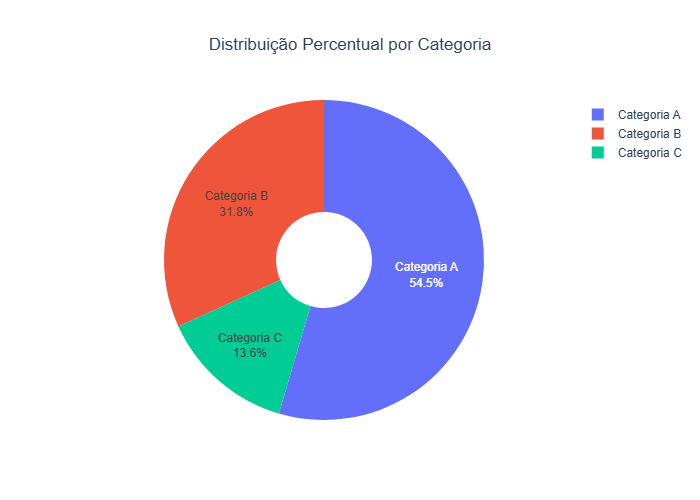 Distribuição Percentual por Categoria
Categoria A
Categoria B
Categoria C
Categoria B
31.8%
Categoria A
54.5%
Categoria C
13.6%